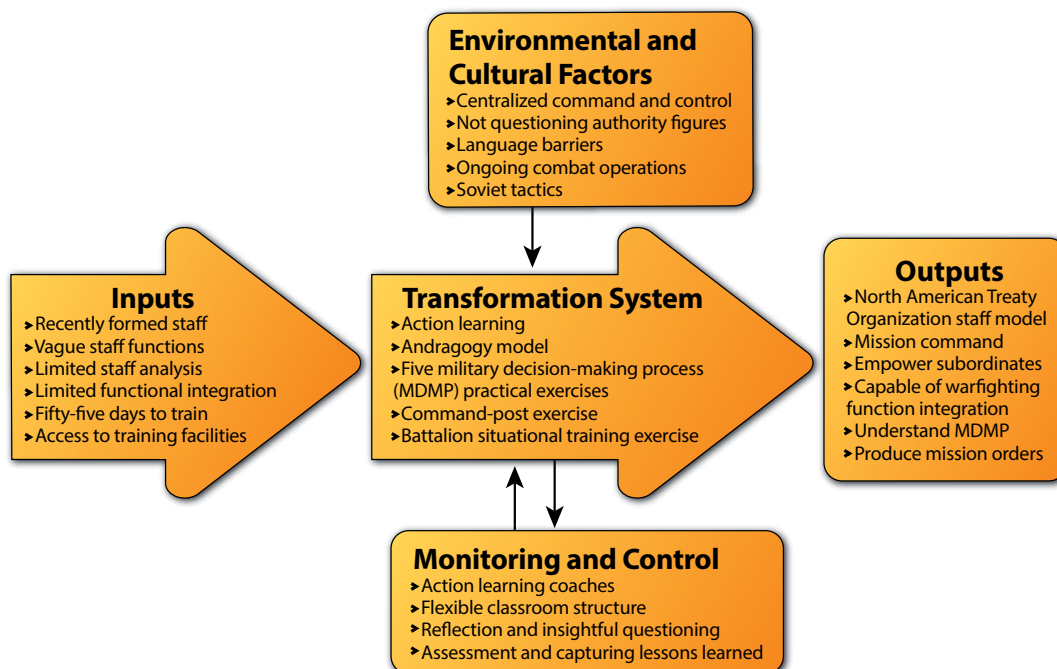 Environmental and
Cultural Factors
➤Centralized command and control
➤Not questioning authority figures
➤Language barriers
➤Ongoing combat operations
➤Soviet tactics
Inputs
➤Recently formed staff
➤Vague staff functions
➤Limited staff analysis
➤Limited functional integration
➤Fifty-five days to train
➤Access to training facilities
Transformation System
➤Action learning
➤Andragogy model
➤Five military decision-making process
(MDMP) practical exercises
➤Command-post exercise
➤Battalion situational training exercise
Outputs
➤North American Treaty
Organization staff model
➤Mission command
➤Empower subordinates
➤Capable of warfighting
function integration
➤Understand MDMP
➤Produce mission orders
Monitoring and Control
➤Action learning coaches
➤Flexible classroom structure
➤Reflection and insightful questioning
➤Assessment and capturing lessons learned